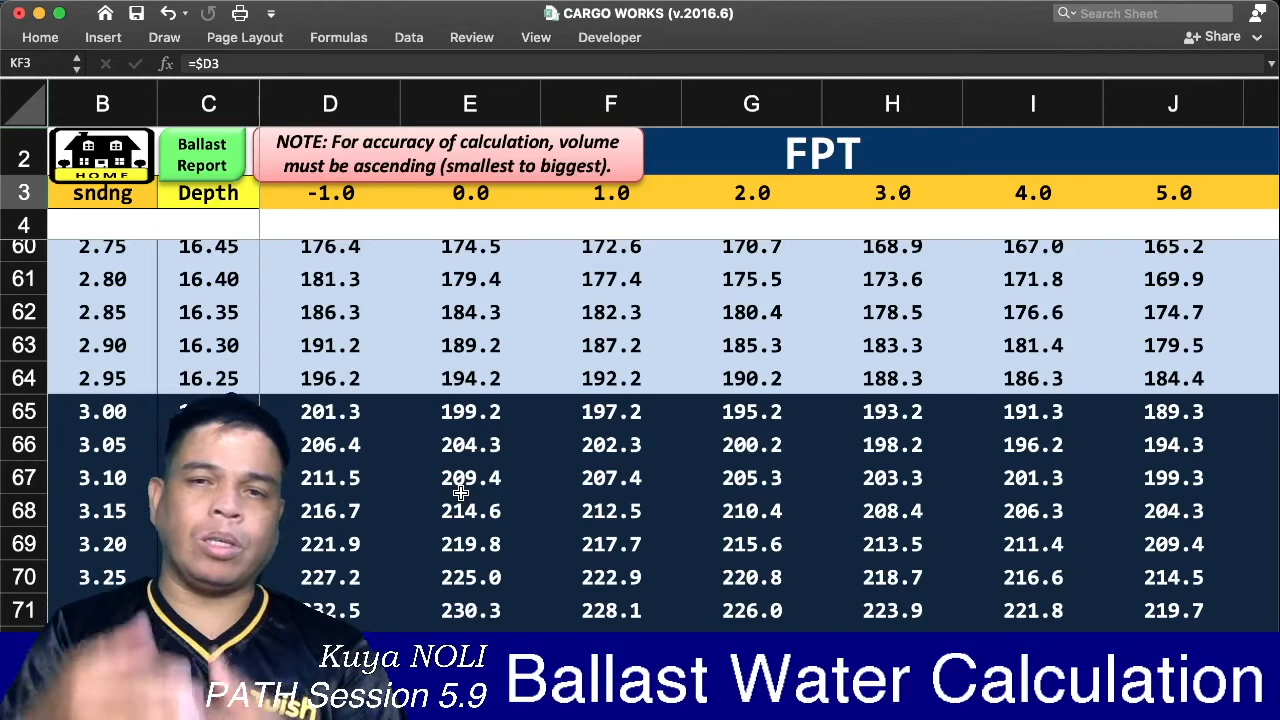 CARGO WORKS (v.2016.6)
Search Sheet
Home Insert Draw Page Layout Formulas Data Review View Developer Share
KF3 fx =$D3
B C D E F G H I J
2 HOME Ballast Report NOTE: For accuracy of calculation, volume must be ascending (smallest to biggest). FPT
3 sndng Depth -1.0 0.0 1.0 2.0 3.0 4.0 5.0
4
60 2.75 16.45 176.4 174.5 172.6 170.7 168.9 167.0 165.2
61 2.80 16.40 181.3 179.4 177.4 175.5 173.6 171.8 169.9
62 2.85 16.35 186.3 184.3 182.3 180.4 178.5 176.6 174.7
63 2.90 16.30 191.2 189.2 187.2 185.3 183.3 181.4 179.5
64 2.95 16.25 196.2 194.2 192.2 190.2 188.3 186.3 184.4
65 3.00 201.3 199.2 197.2 195.2 193.2 191.3 189.3
66 3.05 206.4 204.3 202.3 200.2 198.2 196.2 194.3
67 3.10 211.5 209.4 207.4 205.3 203.3 201.3 199.3
68 3.15 216.7 214.6 212.5 210.4 208.4 206.3 204.3
69 3.20 221.9 219.8 217.7 215.6 213.5 211.4 209.4
70 3.25 227.2 225.0 222.9 220.8 218.7 216.6 214.5
71 230.3 228.1 226.0 223.9 221.8 219.7
Kuya NOLI
PATH Session 5.9
Ballast Water Calculation